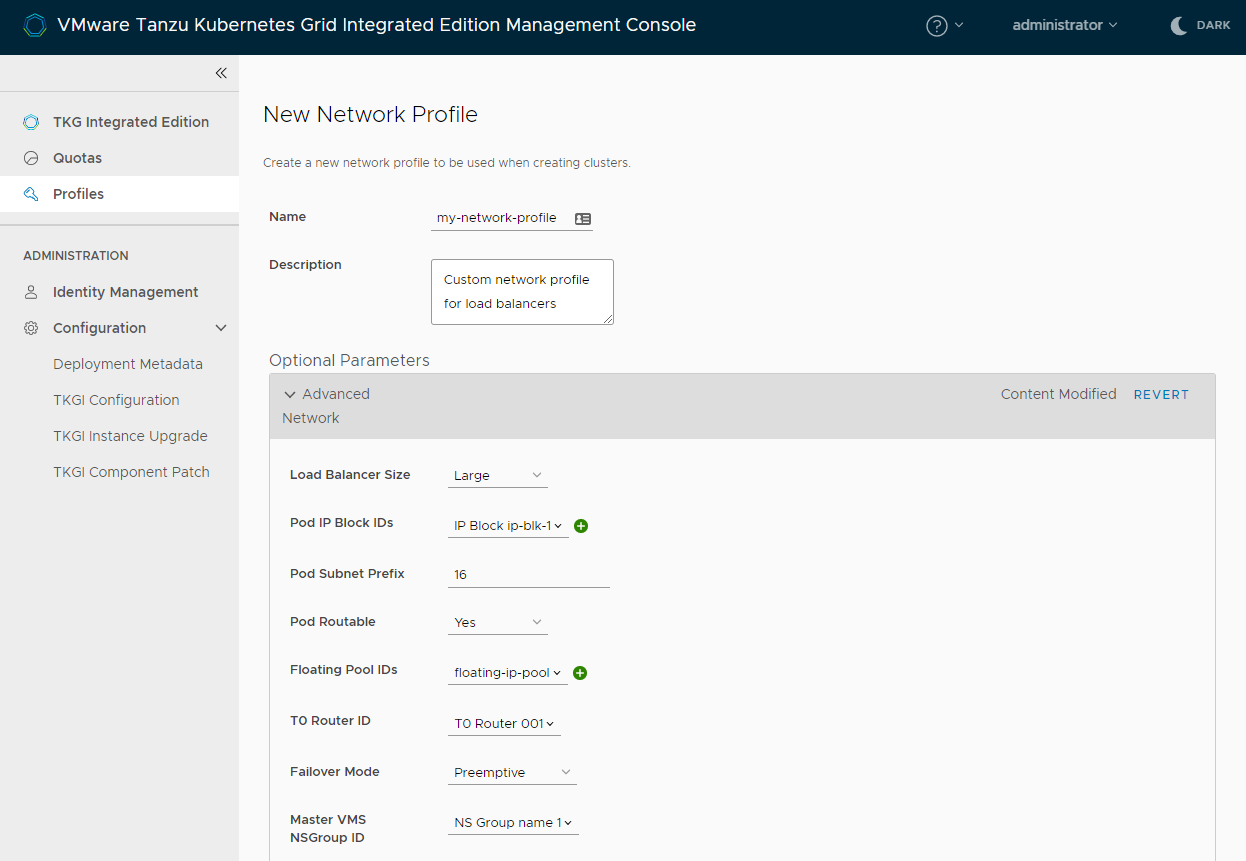 VMware Tanzu Kubernetes Grid Integrated Edition Management Console
administrator
DARK
TKG Integrated Edition
Quotas
Profiles
ADMINISTRATION
Identity Management
Configuration
Deployment Metadata
TKGI Configuration
TKGI Instance Upgrade
TKGI Component Patch
New Network Profile
Create a new network profile to be used when creating clusters.
Name my-network-profile
Description Custom network profile
for load balancers
Optional Parameters
Advanced Content Modified REVERT
Network
Load Balancer Size Large
Pod IP Block IDs IP Block ip-blk-1
Pod Subnet Prefix 16
Pod Routable Yes
Floating Pool IDs floating-ip-pool
T0 Router ID T0 Router 001
Failover Mode Preemptive
Master VMS
NSGroup ID NS Group name 1